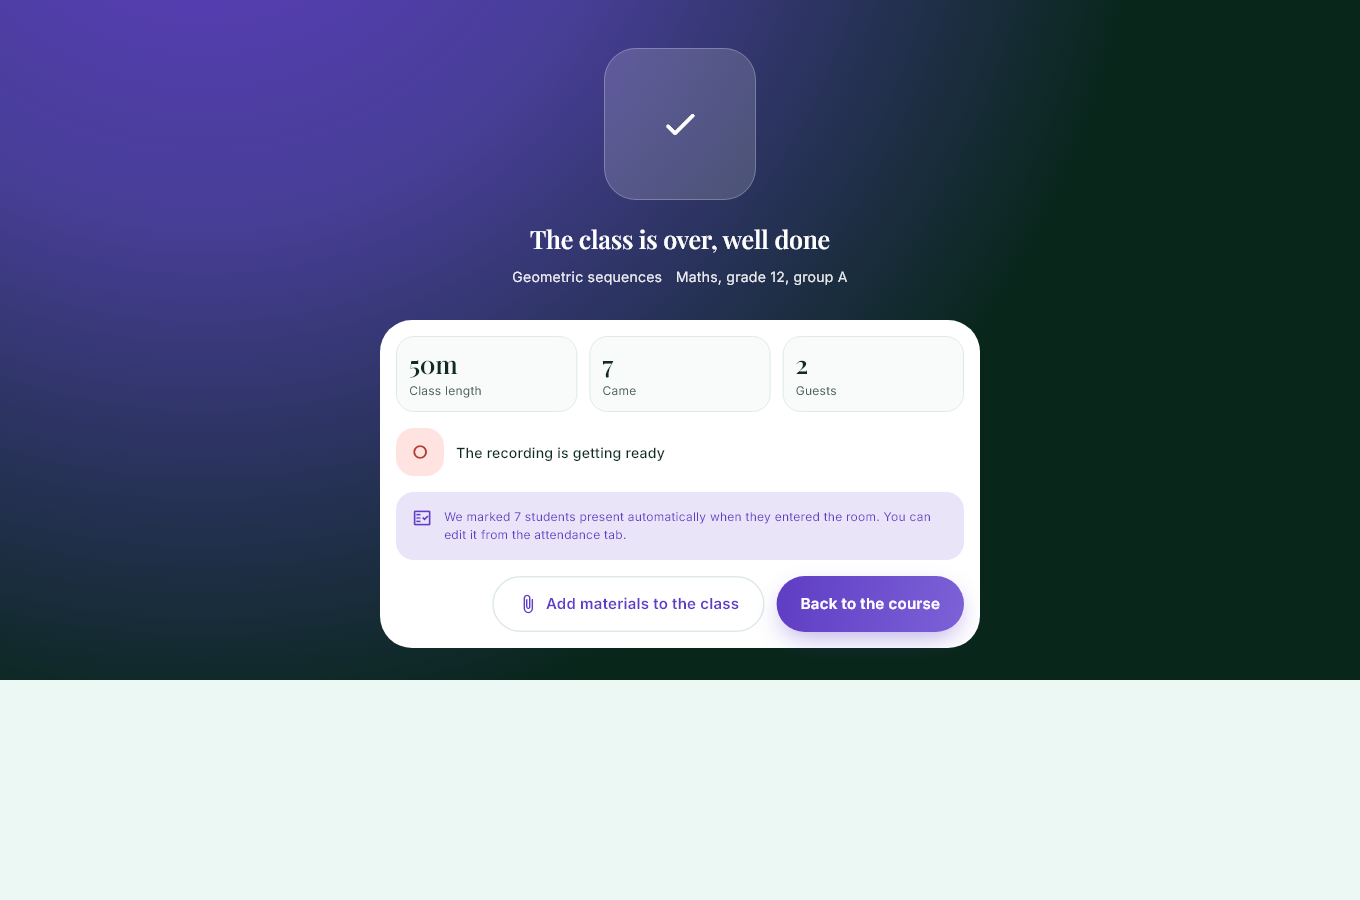 The class is over, well done
Geometric sequences Maths, grade 12, group A
50m
Class length
7
Came
2
Guests
The recording is getting ready
We marked 7 students present automatically when they entered the room. You can
edit it from the attendance tab.
Add materials to the class
Back to the course